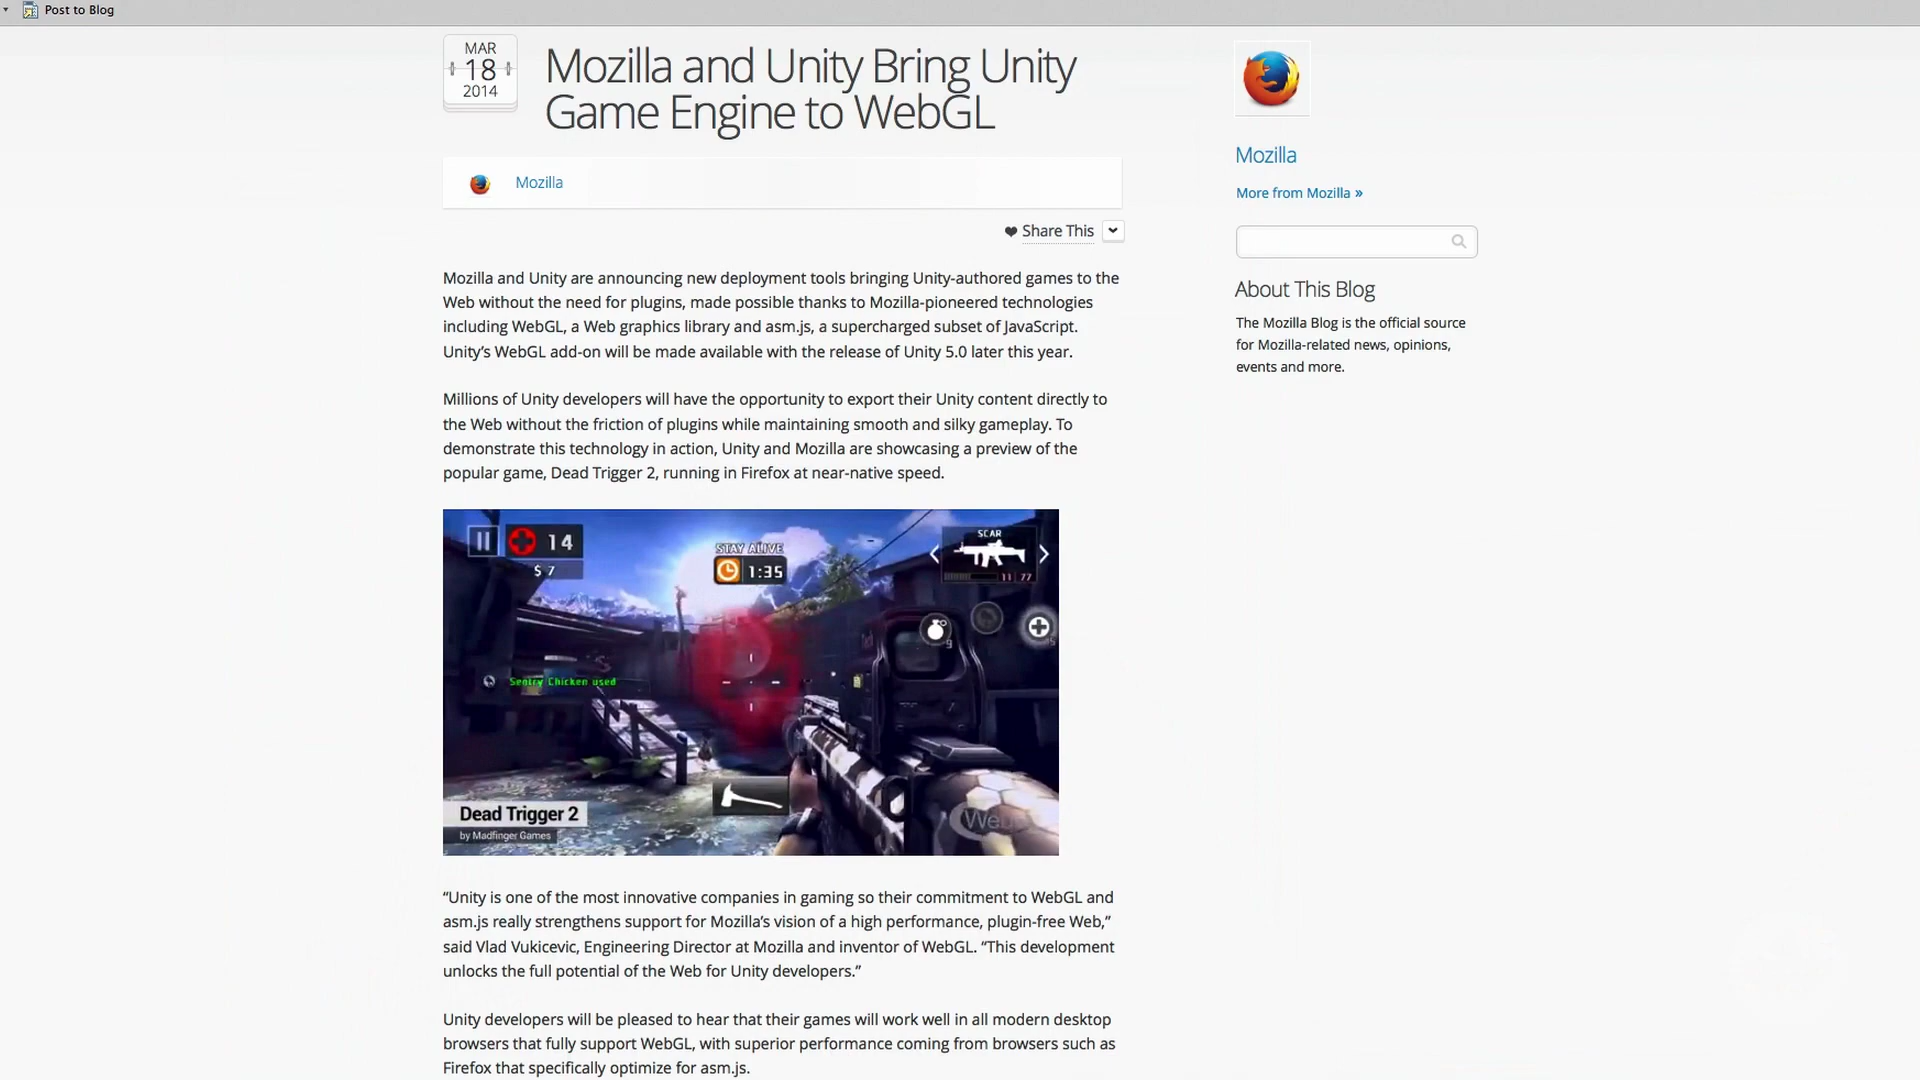 Post to Blog
MAR
18
2014
Mozilla and Unity Bring Unity
Game Engine to WebGL
Mozilla
Share This
Mozilla and Unity are announcing new deployment tools bringing Unity-authored games to the
Web without the need for plugins, made possible thanks to Mozilla-pioneered technologies
including WebGL, a Web graphics library and asm.js, a supercharged subset of JavaScript.
Unity’s WebGL add-on will be made available with the release of Unity 5.0 later this year.
Millions of Unity developers will have the opportunity to export their Unity content directly to
the Web without the friction of plugins while maintaining smooth and silky gameplay. To
demonstrate this technology in action, Unity and Mozilla are showcasing a preview of the
popular game, Dead Trigger 2, running in Firefox at near-native speed.
14
$ 7
STAY ALIVE
1:35
SCAR
11 77
9
Sentry Chicken used
Dead Trigger 2
by Madfinger Games
“Unity is one of the most innovative companies in gaming so their commitment to WebGL and
asm.js really strengthens support for Mozilla’s vision of a high performance, plugin-free Web,”
said Vlad Vukicevic, Engineering Director at Mozilla and inventor of WebGL. “This development
unlocks the full potential of the Web for Unity developers.”
Unity developers will be pleased to hear that their games will work well in all modern desktop
browsers that fully support WebGL, with superior performance coming from browsers such as
Firefox that specifically optimize for asm.js.
Mozilla
More from Mozilla »
About This Blog
The Mozilla Blog is the official source
for Mozilla-related news, opinions,
events and more.